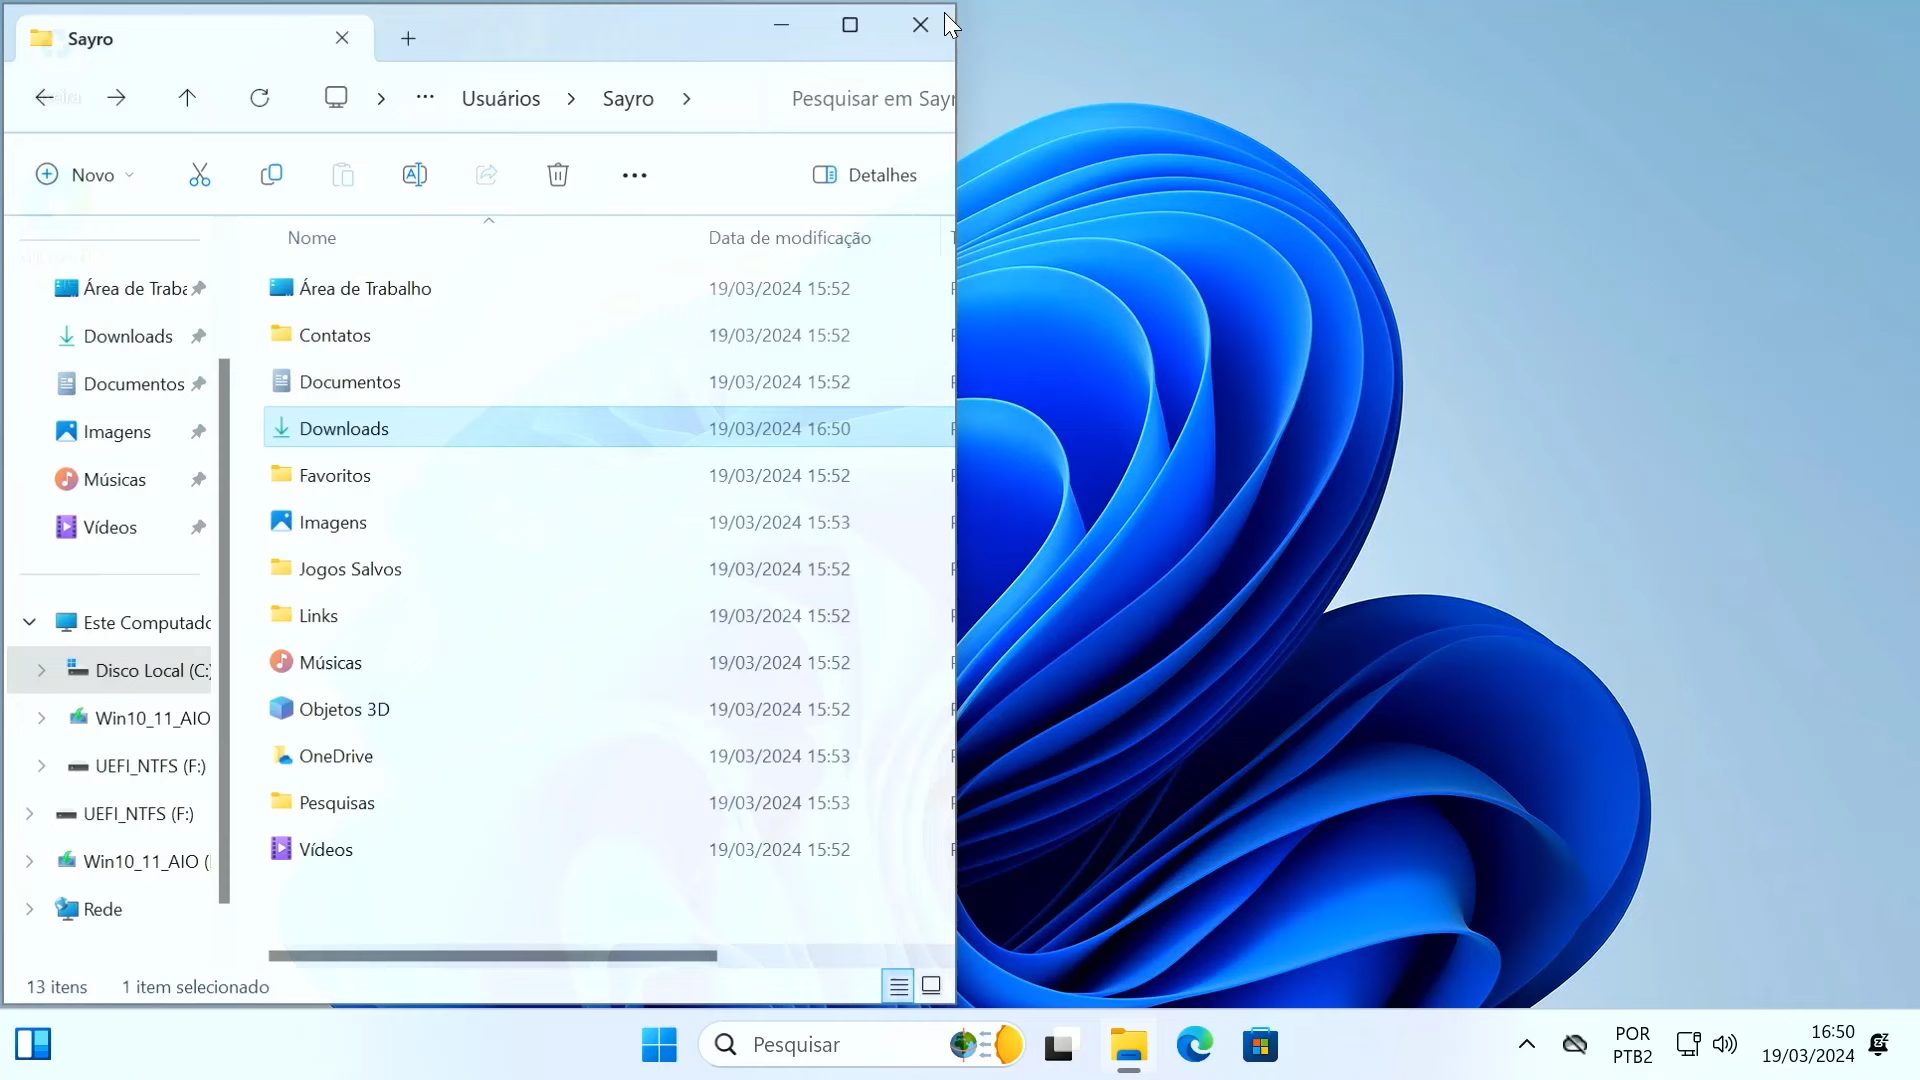 Sayro
Usuários
Sayro
Pesquisar em Say
Novo
Detalhes
Nome
Data de modificação
Área de Traba
Downloads
Documentos
Imagens
Músicas
Vídeos
Este Computado
Disco Local (C:)
Win10_11_AIO
UEFI_NTFS (F:)
UEFI_NTFS (F:)
Win10_11_AIO (
Rede
Área de Trabalho 19/03/2024 15:52
Contatos 19/03/2024 15:52
Documentos 19/03/2024 15:52
Downloads 19/03/2024 16:50
Favoritos 19/03/2024 15:52
Imagens 19/03/2024 15:53
Jogos Salvos 19/03/2024 15:52
Links 19/03/2024 15:52
Músicas 19/03/2024 15:52
Objetos 3D 19/03/2024 15:52
OneDrive 19/03/2024 15:53
Pesquisas 19/03/2024 15:53
Vídeos 19/03/2024 15:52
13 itens 1 item selecionado
Pesquisar
POR
PTB2
16:50
19/03/2024